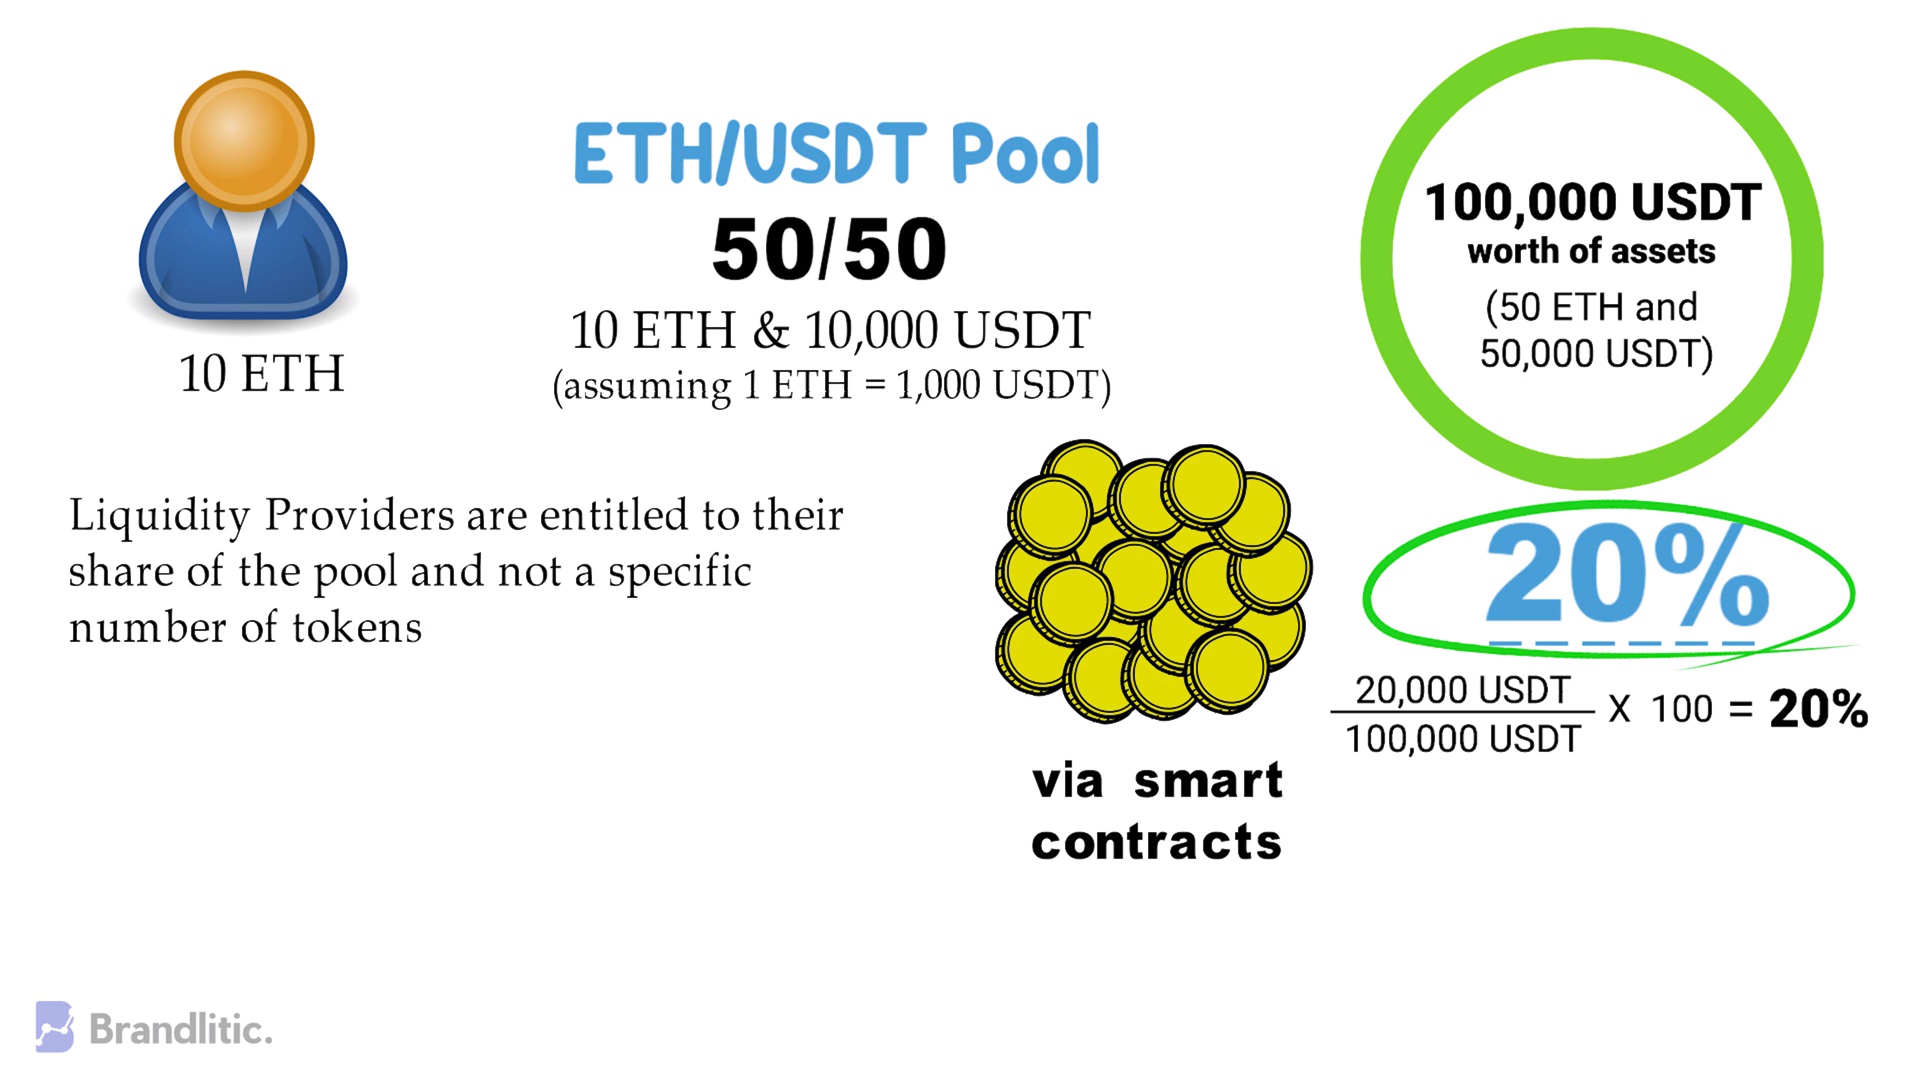 10 ETH
ETH/USDT Pool
50/50
10 ETH & 10,000 USDT
(assuming 1 ETH = 1,000 USDT)
100,000 USDT
worth of assets
(50 ETH and
50,000 USDT)
Liquidity Providers are entitled to their
share of the pool and not a specific
number of tokens
via smart
contracts
20%
20,000 USDT
100,000 USDT
X 100 = 20%
Brandlitic.